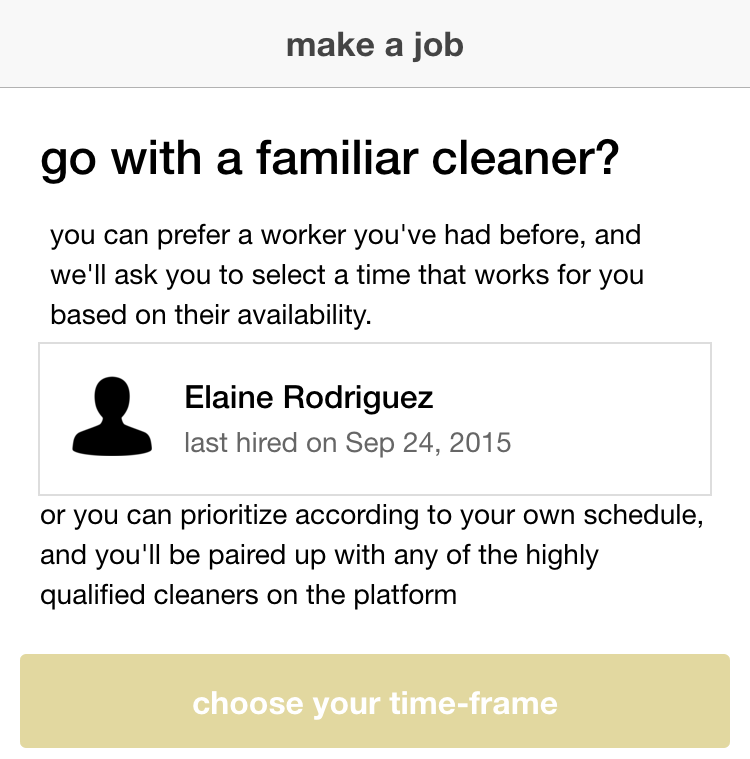 make a job
go with a familiar cleaner?
you can prefer a worker you've had before, and
we'll ask you to select a time that works for you
based on their availability.
Elaine Rodriguez
last hired on Sep 24, 2015
or you can prioritize according to your own schedule,
and you'll be paired up with any of the highly
qualified cleaners on the platform
choose your time-frame